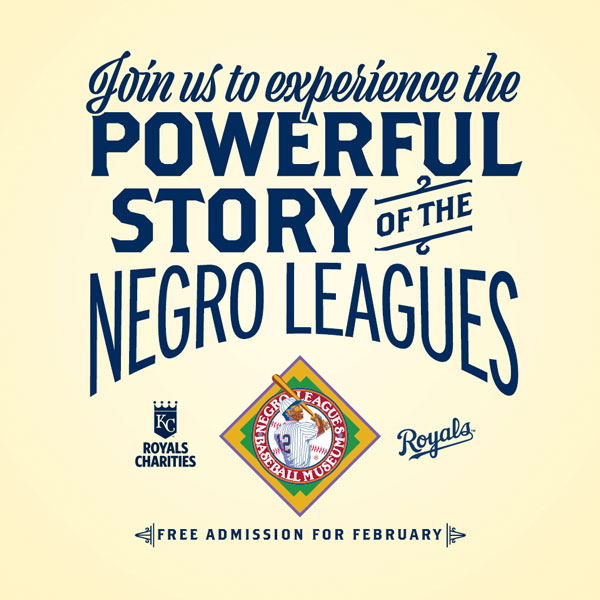 Join us to experience the
POWERFUL
STORY OF THE
NEGRO LEAGUES
NEGRO LEAGUES
BASEBALL MUSEUM
12
KC
ROYALS
CHARITIES
Royals
FREE ADMISSION FOR FEBRUARY